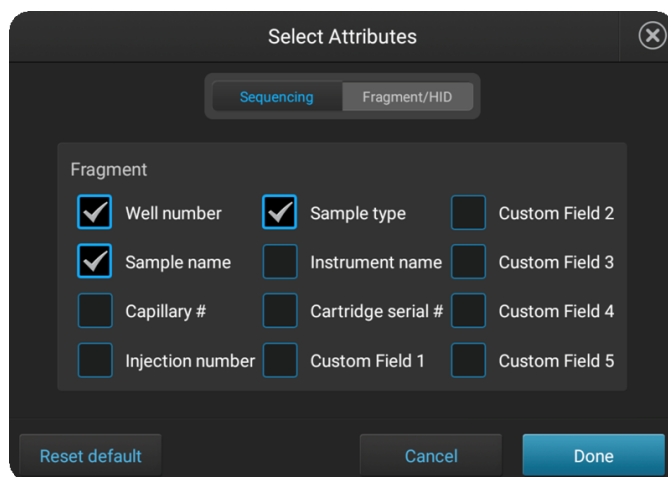 Select Attributes
Sequencing Fragment/HID
Fragment
Well number Sample type Custom Field 2
Sample name Instrument name Custom Field 3
Capillary # Cartridge serial # Custom Field 4
Injection number Custom Field 1 Custom Field 5
Reset default Cancel Done